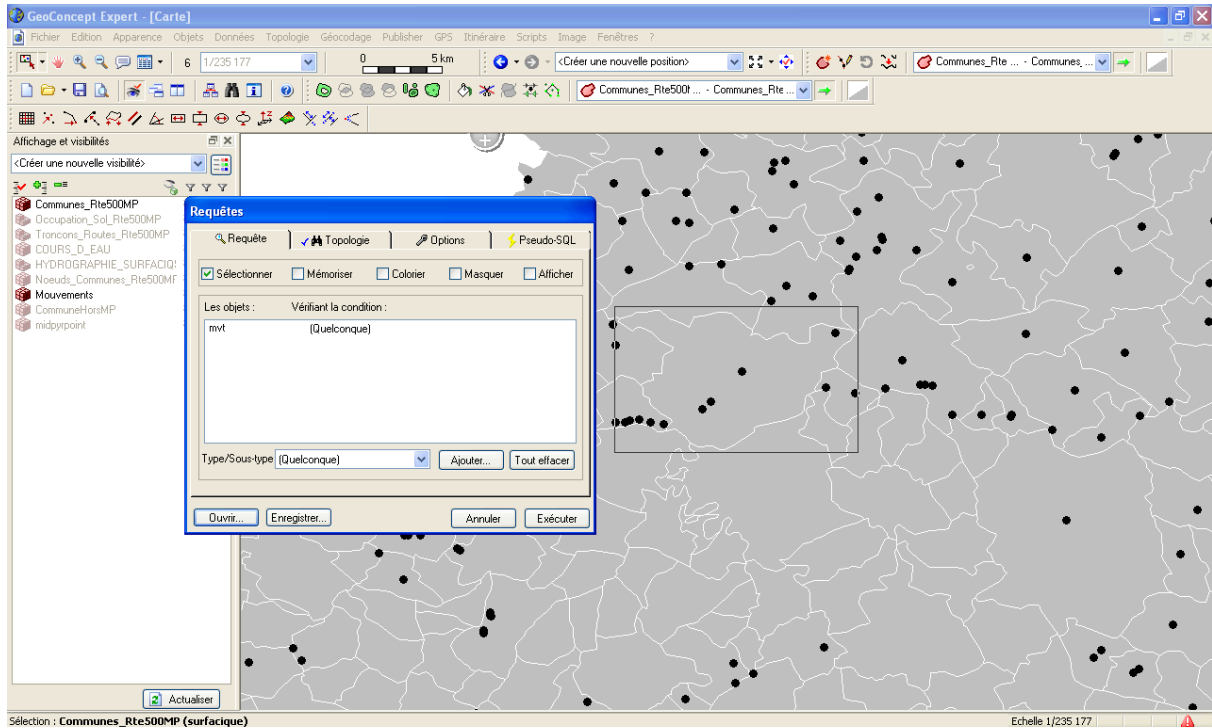 GeoConcept Expert - [Carte]
Fichier Edition Apparence Objets Données Topologie Géocodage Publisher GPS Itinéraire Scripts Image Fenêtres ?
6 1/235 177 0 5 km <Créer une nouvelle position> Communes_Rte ... - Communes_ ...
Communes_Rte500M ... - Communes_Rte ...
Affichage et visibilités
<Créer une nouvelle visibilité>
Communes_Rte500MP
Occupation_Sol_Rte500MP
Troncons_Routes_Rte500MP
COURS_D_EAU
HYDROGRAPHIE_SURFACIQ
Noeuds_Communes_Rte500MF
Mouvements
CommuneHorsMP
midpyrpoint
Requêtes
Requête Topologie Options Pseudo-SQL
Sélectionner Mémoriser Colorier Masquer Afficher
Les objets : Vérifiant la condition :
mvt (Quelconque)
Type/Sous-type (Quelconque) Ajouter... Tout effacer
Ouvrir... Enregistrer... Annuler Exécuter
Actualiser
Sélection : Communes_Rte500MP (surfacique) Echelle 1/235 177